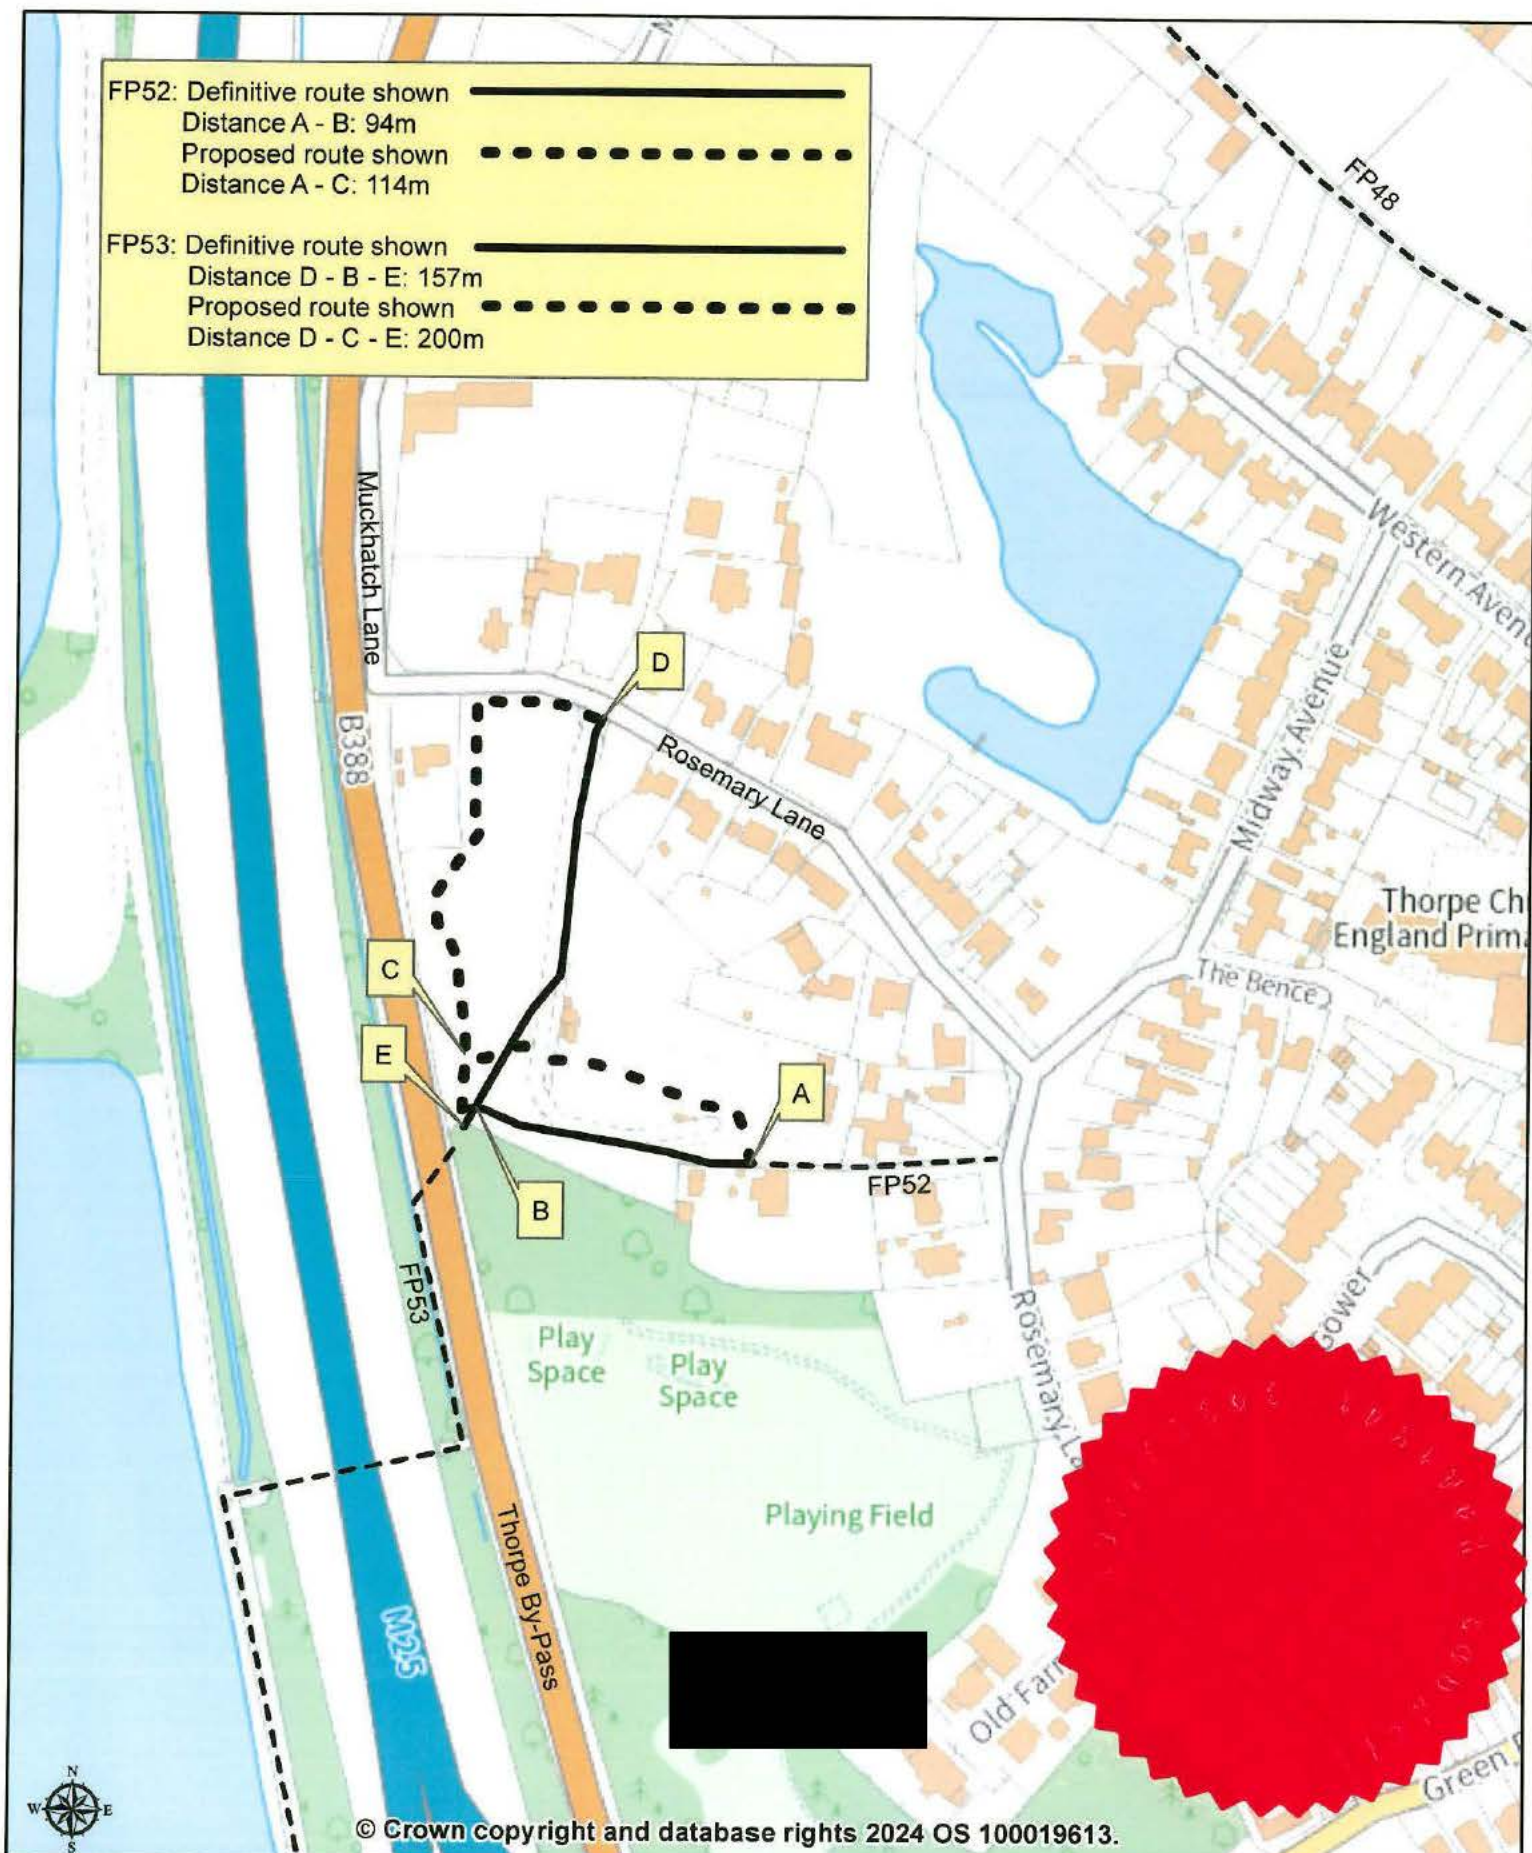 FP52: Definitive route shown
Distance A - B: 94m
Proposed route shown
Distance A - C: 114m
FP53: Definitive route shown
Distance D - B - E: 157m
Proposed route shown
Distance D - C - E: 200m
FP48
Muckhatch Lane
Western Avenu
D
B388
Midway Avenue
Rosemary Lane
Thorpe Ch
England Prim
C
The Bence
E
A
FP52
B
FP53
Gower
Rosemary La
Play
Space
Play
Space
Playing Field
Thorpe By-Pass
M25
Old Farm
Green
N
W
E
S
© Crown copyright and database rights 2024 OS 100019613.